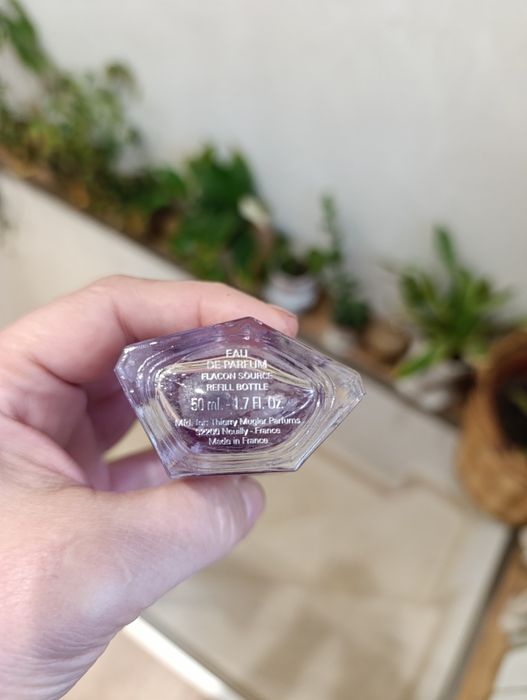 EAU
DE PARFUM
FLACON SOURCE
REFILL BOTTLE
50 ml. - 1.7 Fl. Oz.
Mfd. for: Thierry Mugler Parfums
92200 Neuilly - France
Made in France